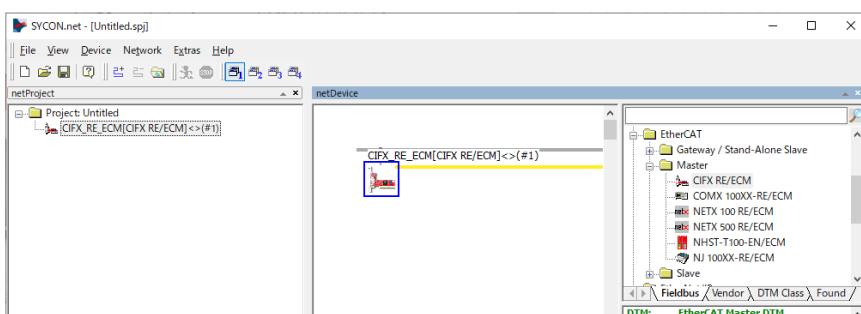 SYCON.net - [Untitled.spj]
File View Device Network Extras Help
netProject
netDevice
Project: Untitled
CIFX_RE_ECM[CIFX RE/ECM]<>(#1)
CIFX_RE_ECM[CIFX RE/ECM]<>(#1)
EtherCAT
Gateway / Stand-Alone Slave
Master
CIFX RE/ECM
COMX 100XX-RE/ECM
NETX 100 RE/ECM
NETX 500 RE/ECM
NHST-T100-EN/ECM
NJ 100XX-RE/ECM
Slave
Fieldbus Vendor DTM Class Found
DTM: EtherCAT Master DTM